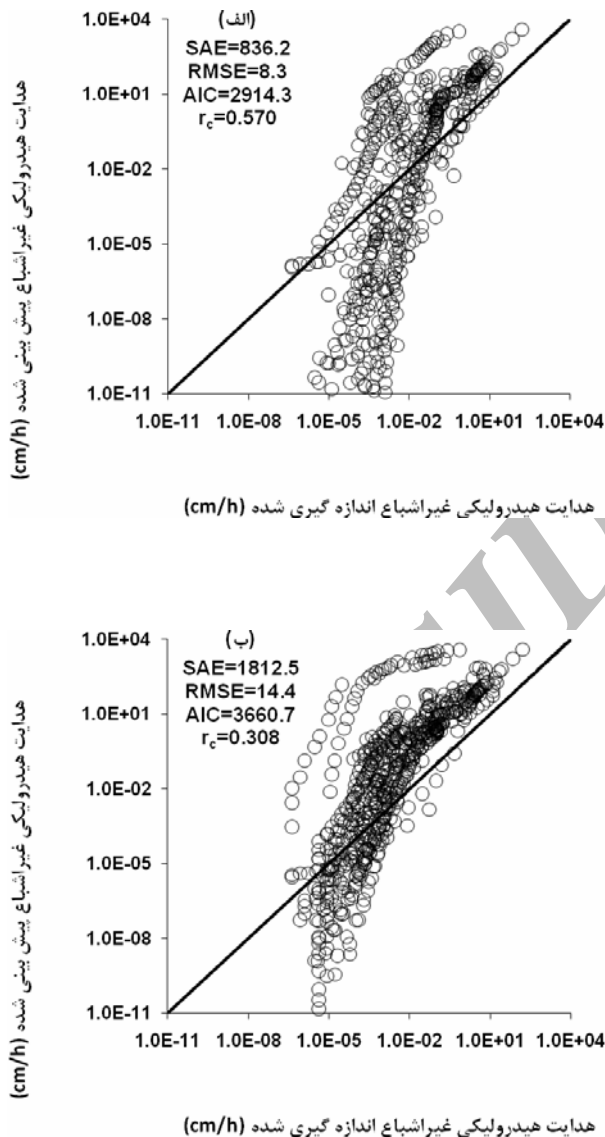 (الف)
SAE=836.2
RMSE=8.3
AIC=2914.3
rc=0.570
1.0E+04
1.0E+01
1.0E-02
1.0E-05
1.0E-08
1.0E-11
هدایت هیدرولیکی غیراشباع پیش بینی شده (cm/h)
1.0E-11 1.0E-08 1.0E-05 1.0E-02 1.0E+01 1.0E+04
هدایت هیدرولیکی غیراشباع اندازه گیری شده (cm/h)
(ب)
SAE=1812.5
RMSE=14.4
AIC=3660.7
rc=0.308
1.0E+04
1.0E+01
1.0E-02
1.0E-05
1.0E-08
1.0E-11
هدایت هیدرولیکی غیراشباع پیش بینی شده (cm/h)
1.0E-11 1.0E-08 1.0E-05 1.0E-02 1.0E+01 1.0E+04
هدایت هیدرولیکی غیراشباع اندازه گیری شده (cm/h)